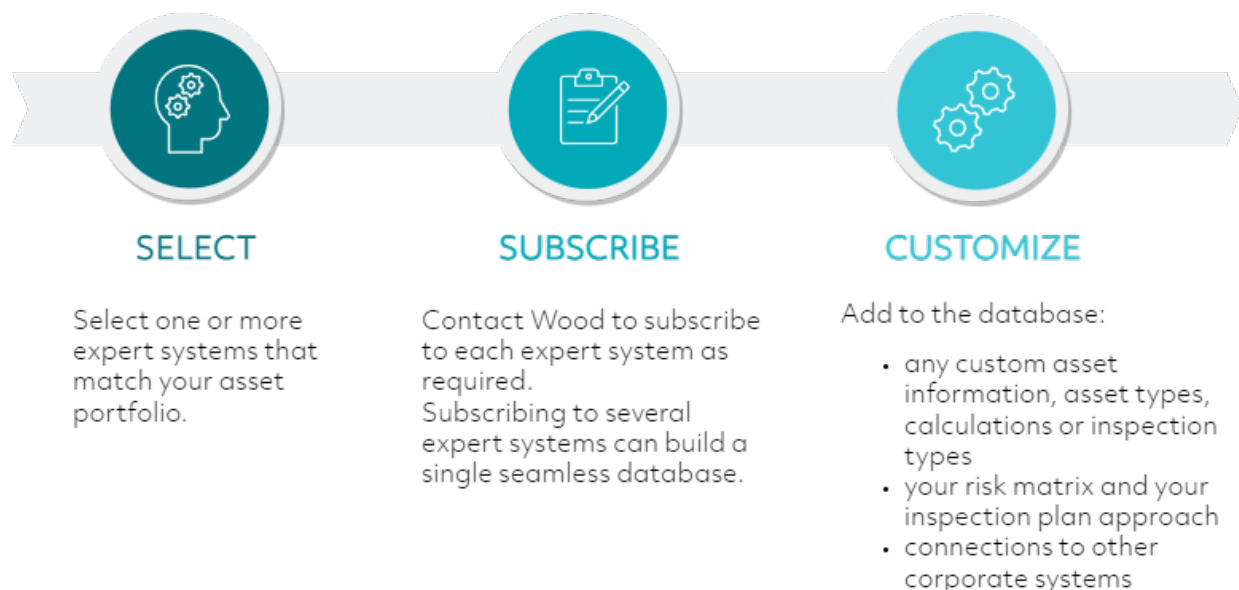 SELECT
Select one or more
expert systems that
match your asset
portfolio.
SUBSCRIBE
Contact Wood to subscribe
to each expert system as
required.
Subscribing to several
expert systems can build a
single seamless database.
CUSTOMIZE
Add to the database:
• any custom asset
information, asset types,
calculations or inspection
types
• your risk matrix and your
inspection plan approach
• connections to other
corporate systems